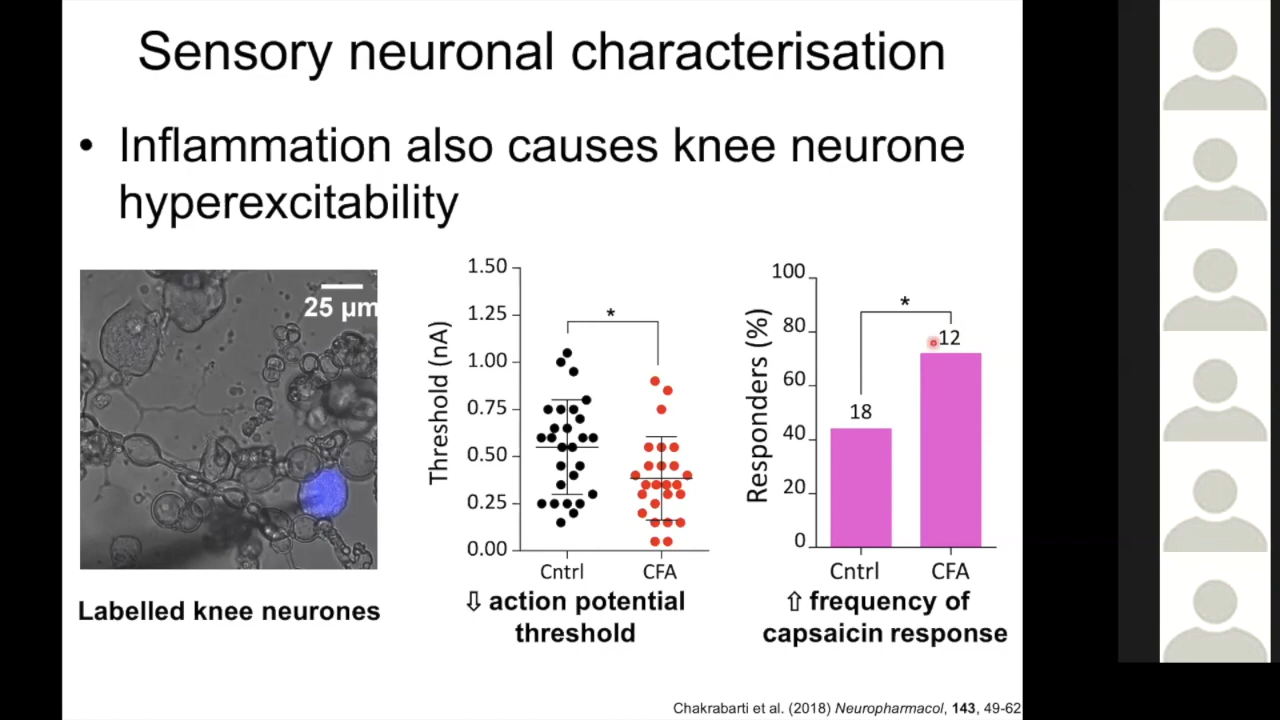 Sensory neuronal characterisation
• Inflammation also causes knee neurone
hyperexcitability
25 µm
Labelled knee neurones
Threshold (nA)
1.50
1.25
1.00
0.75
0.50
0.25
0.00
*
Cntrl
CFA
⇩ action potential
threshold
Responders (%)
100
80
60
40
20
0
*
18
12
Cntrl
CFA
⇧ frequency of
capsaicin response
Chakrabarti et al. (2018) Neuropharmacol, 143, 49-62